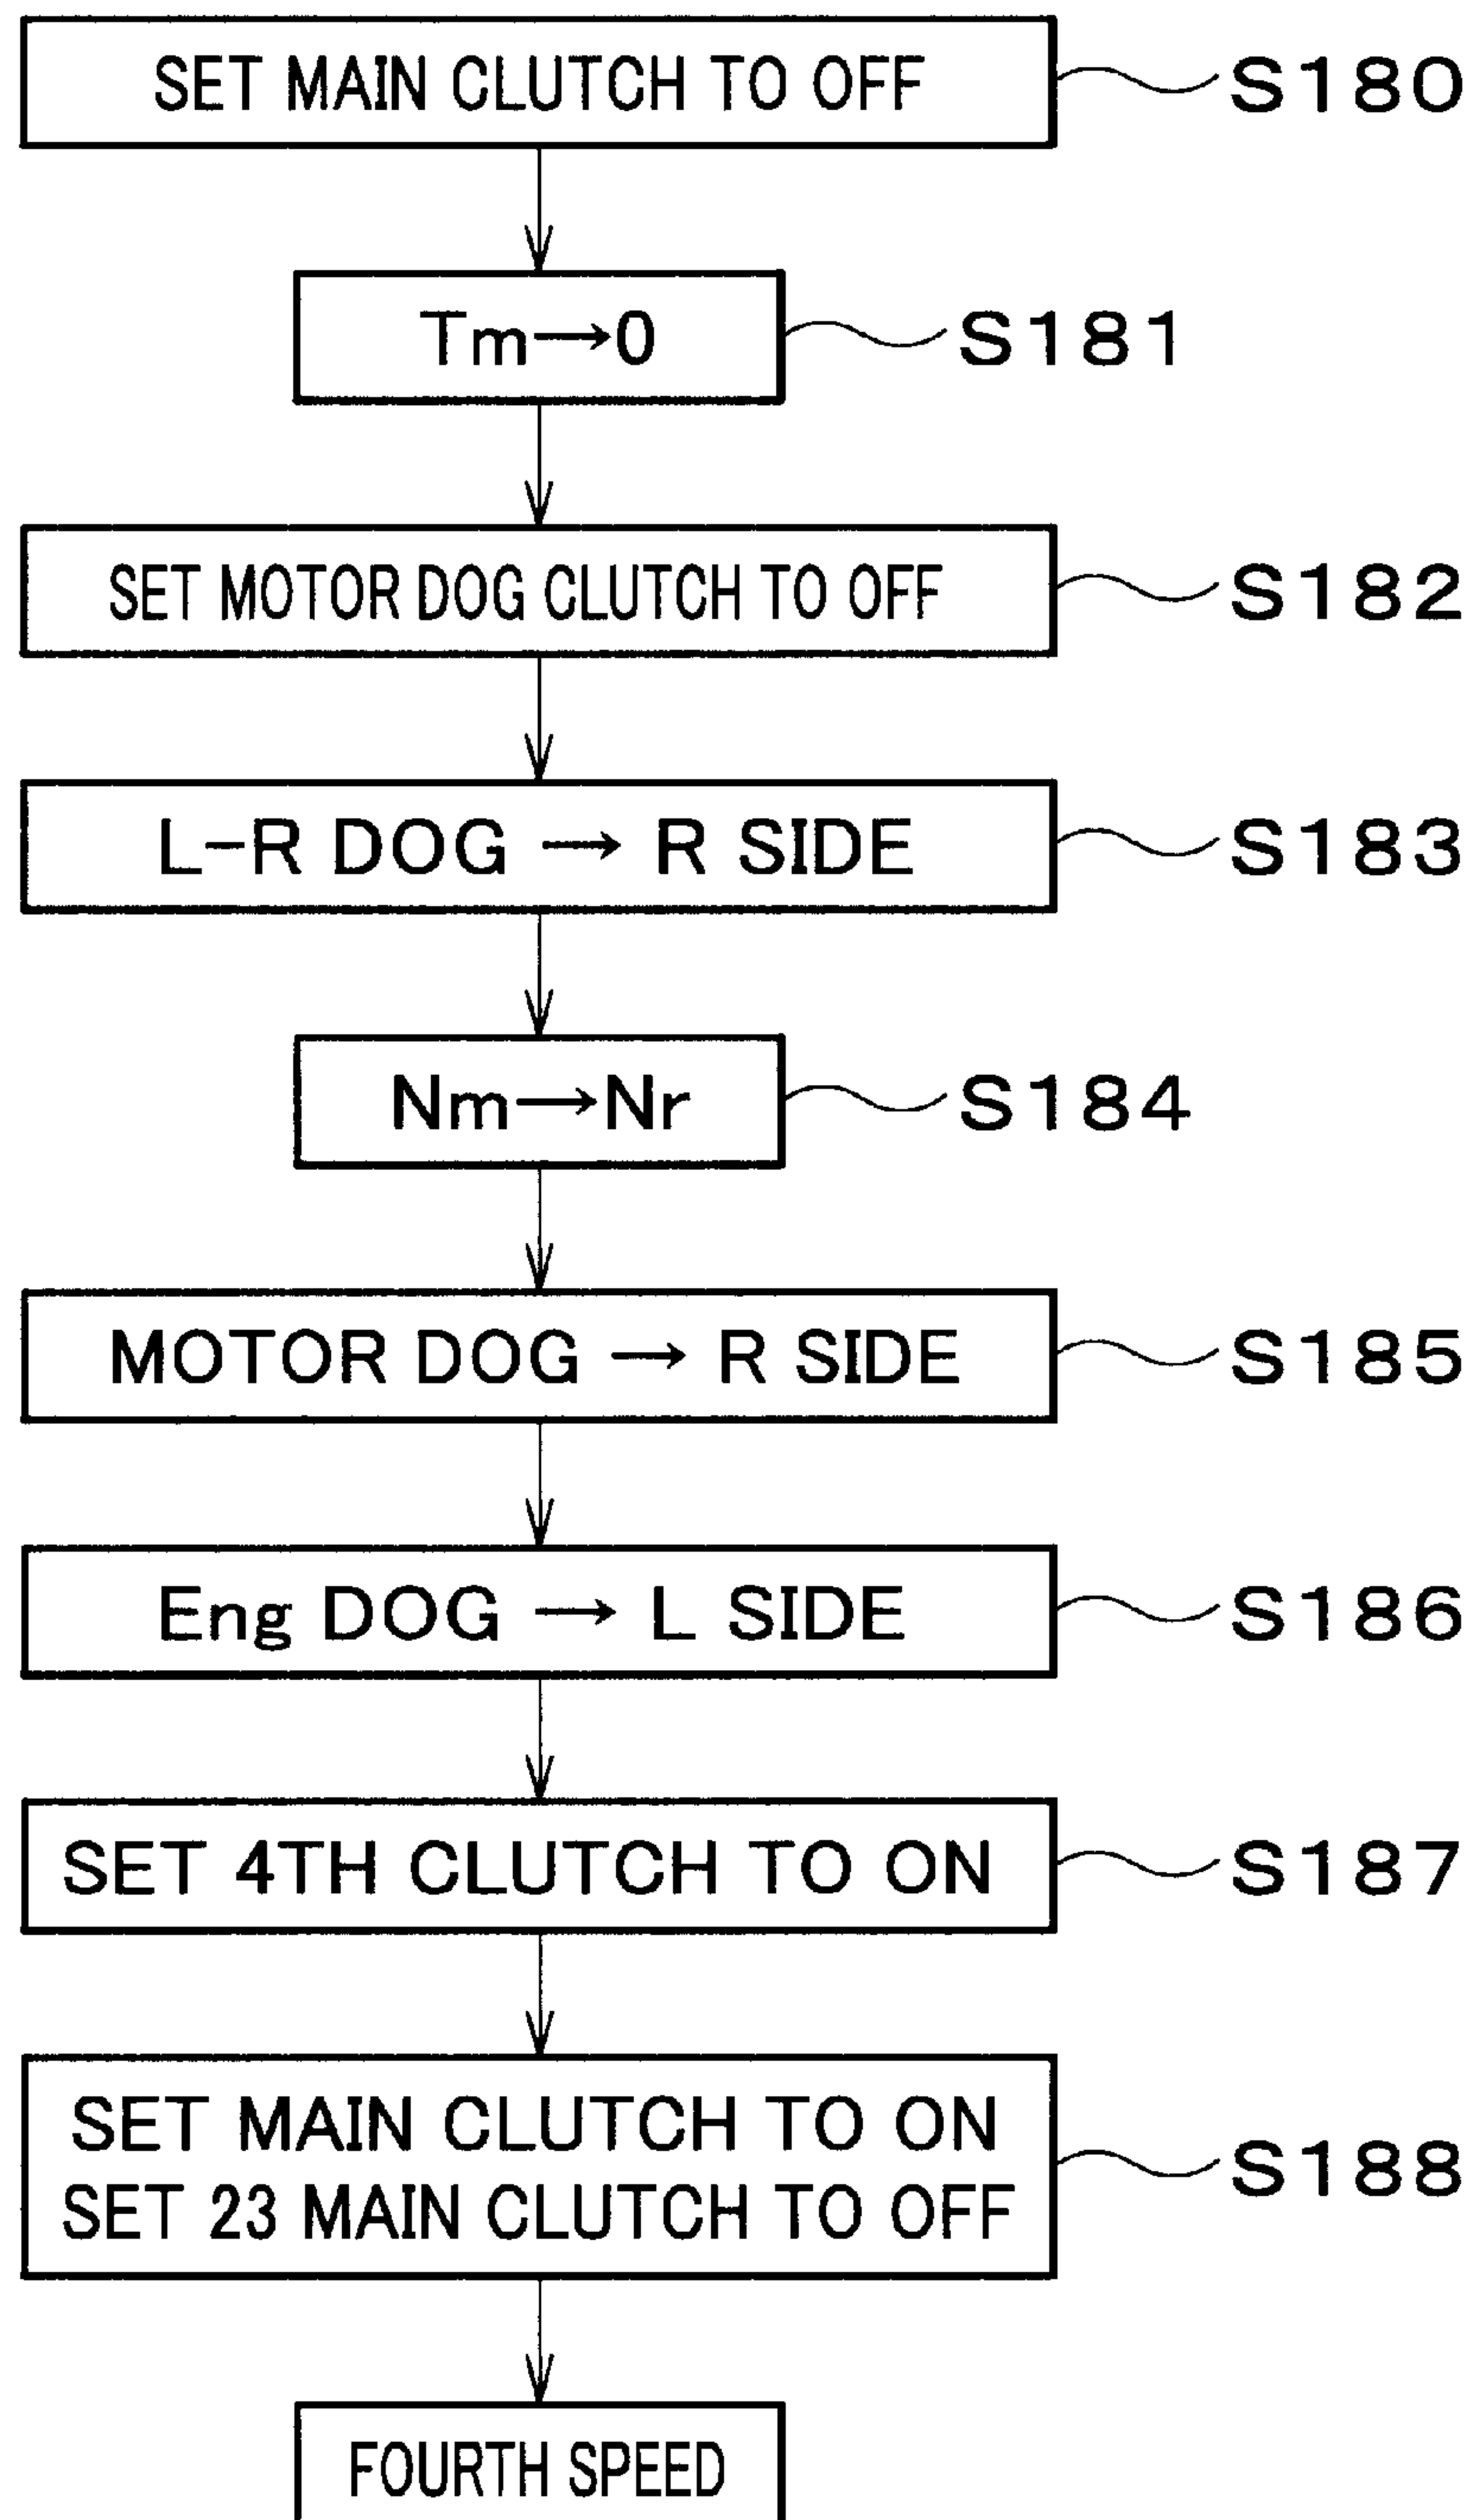 SET MAIN CLUTCH TO OFF S180
Tm→0 S181
SET MOTOR DOG CLUTCH TO OFF S182
L-R DOG → R SIDE S183
Nm→Nr S184
MOTOR DOG → R SIDE S185
Eng DOG → L SIDE S186
SET 4TH CLUTCH TO ON S187
SET MAIN CLUTCH TO ON
SET 23 MAIN CLUTCH TO OFF
S188
FOURTH SPEED